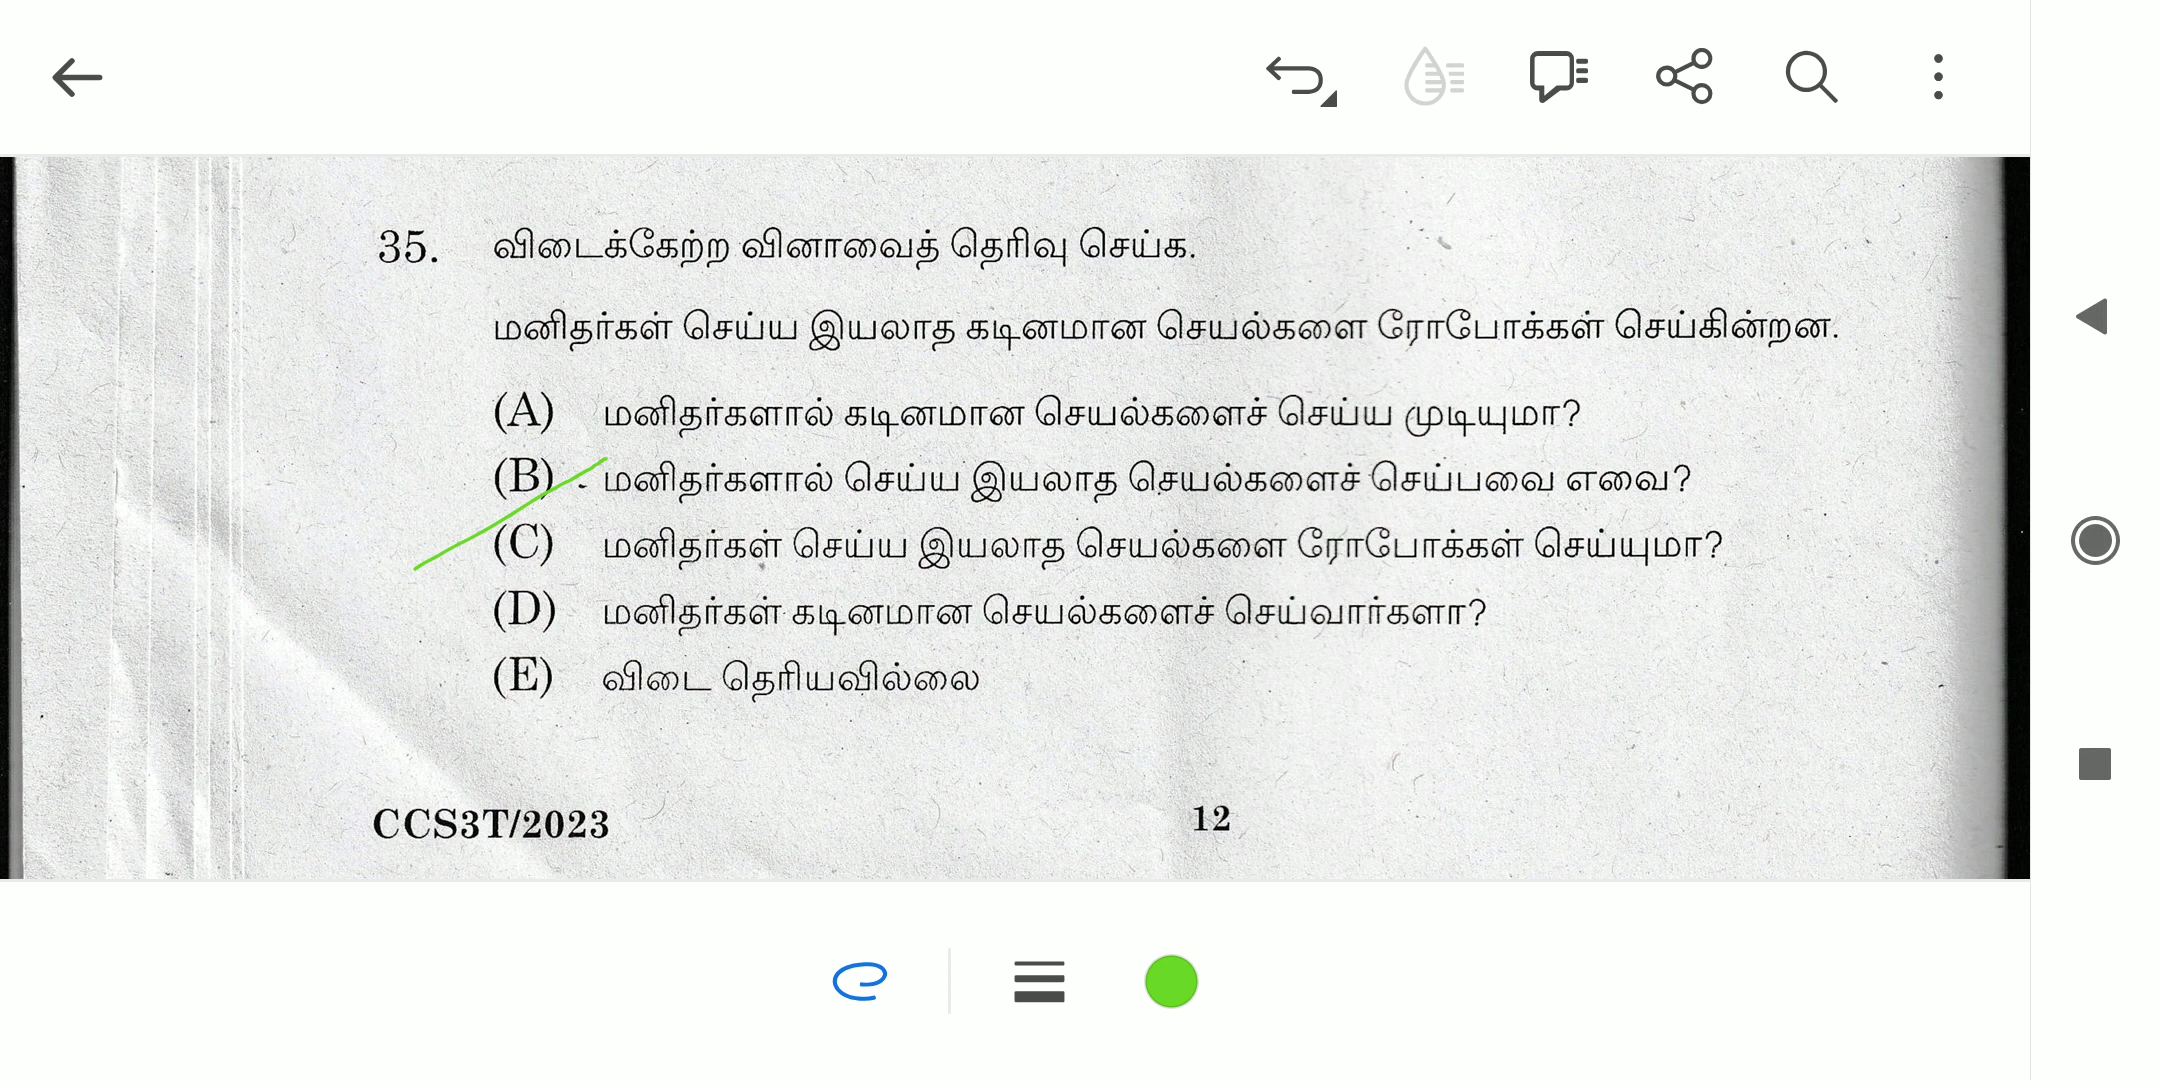 35. விடைக்கேற்ற வினாவைத் தெரிவு செய்க.
மனிதர்கள் செய்ய இயலாத கடினமான செயல்களை ரோபோக்கள் செய்கின்றன.
(A) மனிதர்களால் கடினமான செயல்களைச் செய்ய முடியுமா?
(B) மனிதர்களால் செய்ய இயலாத செயல்களைச் செய்பவை எவை?
(C) மனிதர்கள் செய்ய இயலாத செயல்களை ரோபோக்கள் செய்யுமா?
(D) மனிதர்கள் கடினமான செயல்களைச் செய்வார்களா?
(E) விடை தெரியவில்லை
CCS3T/2023 12